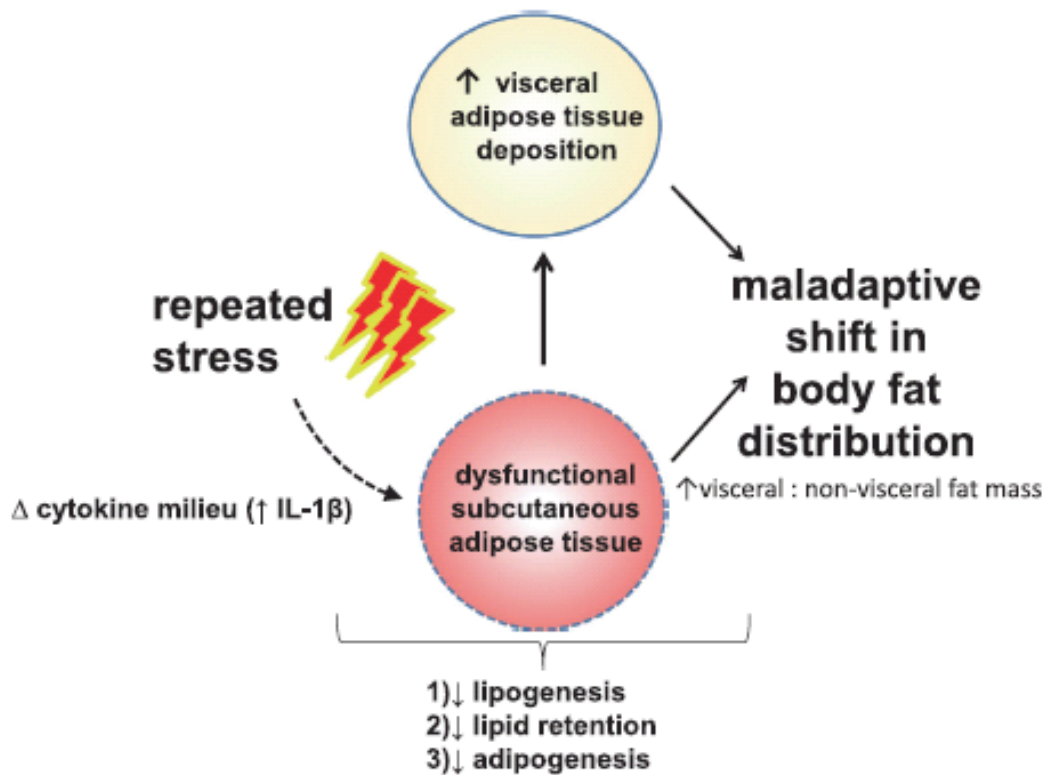 ↑ visceral
adipose tissue
deposition
repeated
stress
maladaptive
shift in
body fat
distribution
↑visceral : non-visceral fat mass
Δ cytokine milieu (↑ IL-1β)
dysfunctional
subcutaneous
adipose tissue
1)↓ lipogenesis
2)↓ lipid retention
3)↓ adipogenesis